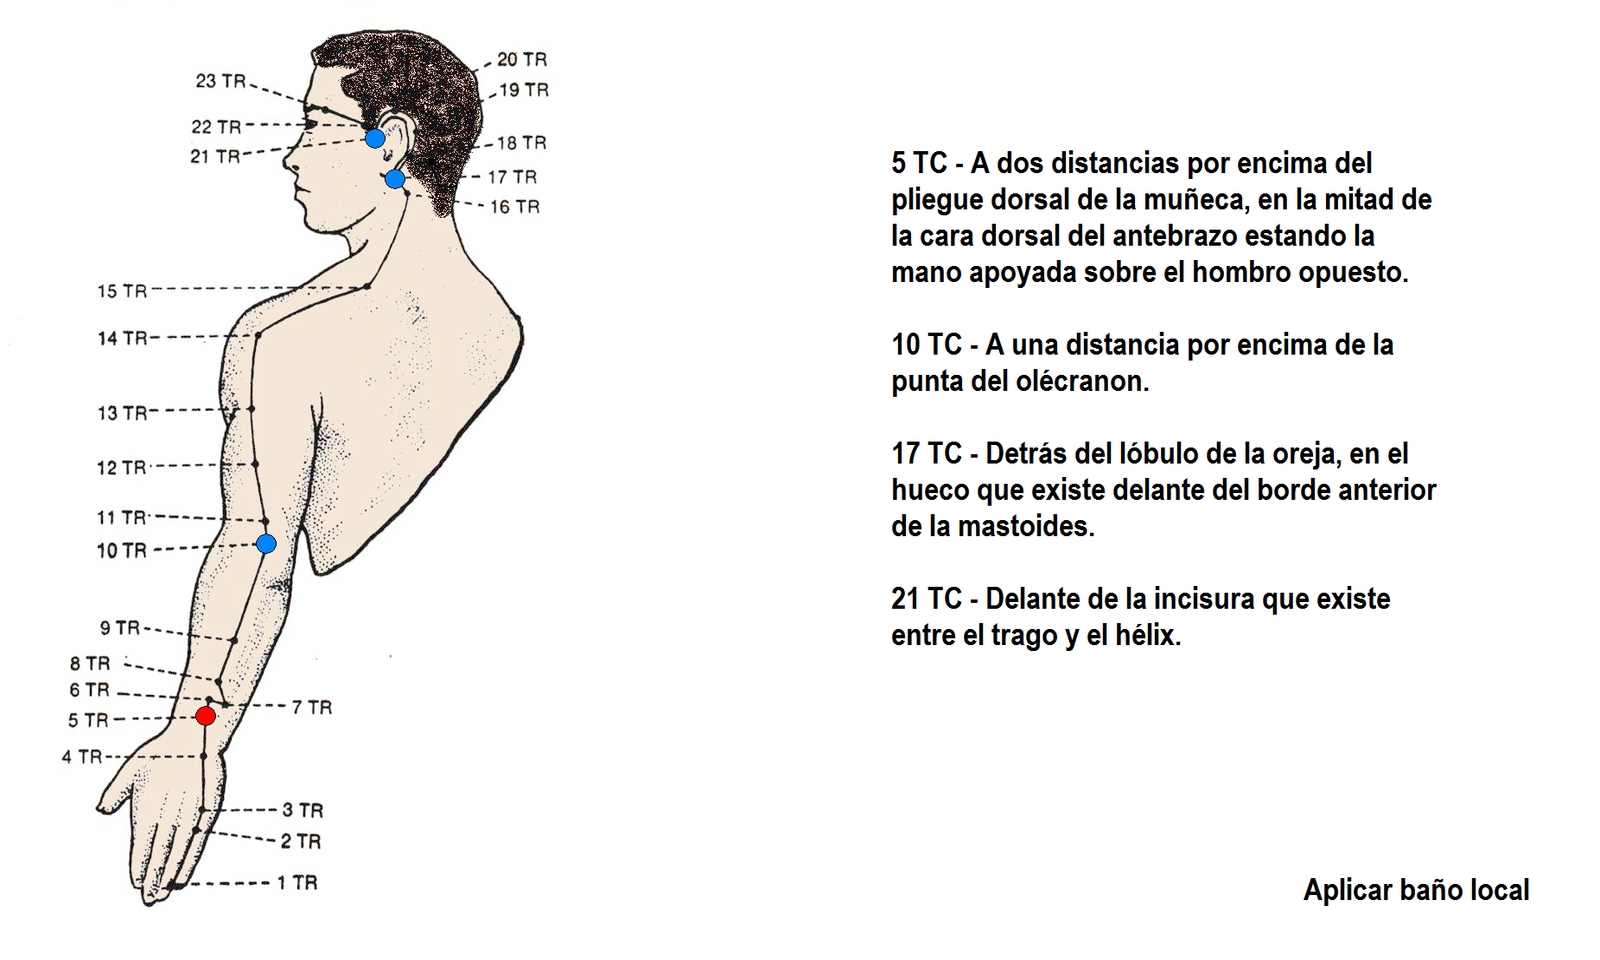 20 TR
23 TR
19 TR
22 TR
18 TR
21 TR
17 TR
16 TR
15 TR
14 TR
13 TR
12 TR
11 TR
10 TR
9 TR
8 TR
6 TR
7 TR
5 TR
4 TR
3 TR
2 TR
1 TR
5 TC - A dos distancias por encima del
pliegue dorsal de la muñeca, en la mitad de
la cara dorsal del antebrazo estando la
mano apoyada sobre el hombro opuesto.
10 TC - A una distancia por encima de la
punta del olécranon.
17 TC - Detrás del lóbulo de la oreja, en el
hueco que existe delante del borde anterior
de la mastoides.
21 TC - Delante de la incisura que existe
entre el trago y el hélix.
Aplicar baño local